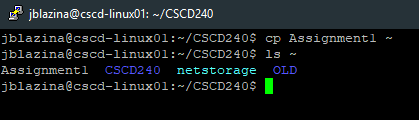 jblazina@cscd-linux01: ~/CSCD240
jblazina@cscd-linux01:~/CSCD240$ cp Assignment1 ~
jblazina@cscd-linux01:~/CSCD240$ ls ~
Assignment1  CSCD240  netstorage  OLD
jblazina@cscd-linux01:~/CSCD240$